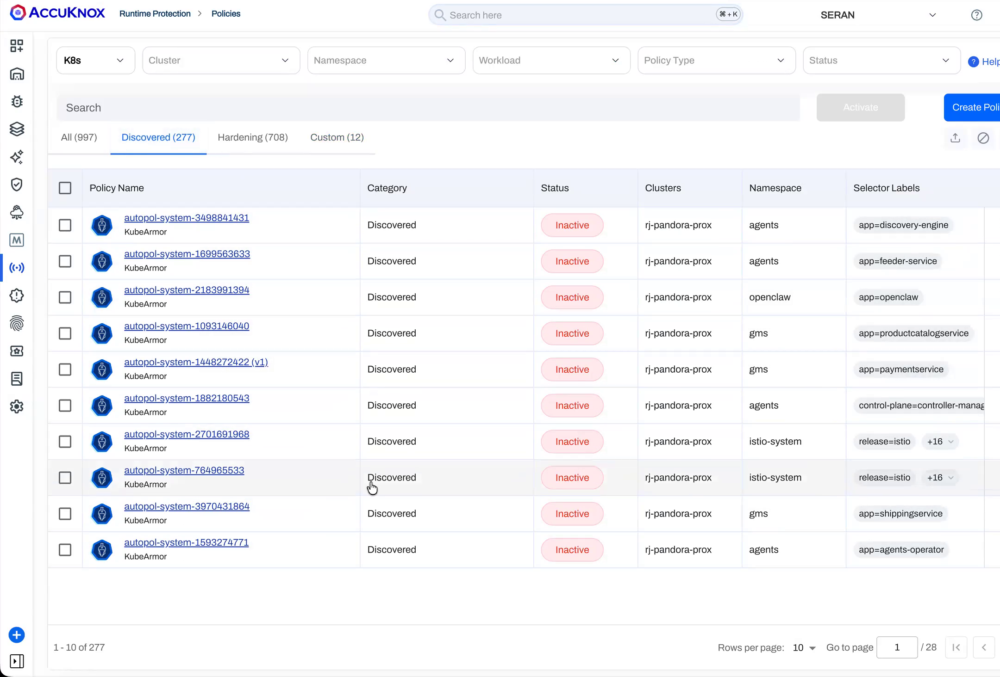 ACCUKNOX
Runtime Protection > Policies
Search here
⌘ + K
SERAN
K8s
Cluster
Namespace
Workload
Policy Type
Status
Help
Search
Activate
Create Poli
All (997)
Discovered (277)
Hardening (708)
Custom (12)
Policy Name Category Status Clusters Namespace Selector Labels
autopol-system-3498841431
KubeArmor
Discovered Inactive rj-pandora-prox agents app=discovery-engine
autopol-system-1699563633
KubeArmor
Discovered Inactive rj-pandora-prox agents app=feeder-service
autopol-system-2183991394
KubeArmor
Discovered Inactive rj-pandora-prox openclaw app=openclaw
autopol-system-1093146040
KubeArmor
Discovered Inactive rj-pandora-prox gms app=productcatalogservice
autopol-system-1448272422 (v1)
KubeArmor
Discovered Inactive rj-pandora-prox gms app=paymentservice
autopol-system-1882180543
KubeArmor
Discovered Inactive rj-pandora-prox agents control-plane=controller-manag
autopol-system-2701691968
KubeArmor
Discovered Inactive rj-pandora-prox istio-system release=istio +16
autopol-system-764965533
KubeArmor
Discovered Inactive rj-pandora-prox istio-system release=istio +16
autopol-system-3970431864
KubeArmor
Discovered Inactive rj-pandora-prox gms app=shippingservice
autopol-system-1593274771
KubeArmor
Discovered Inactive rj-pandora-prox agents app=agents-operator
1 - 10 of 277
Rows per page: 10
Go to page 1 / 28
M